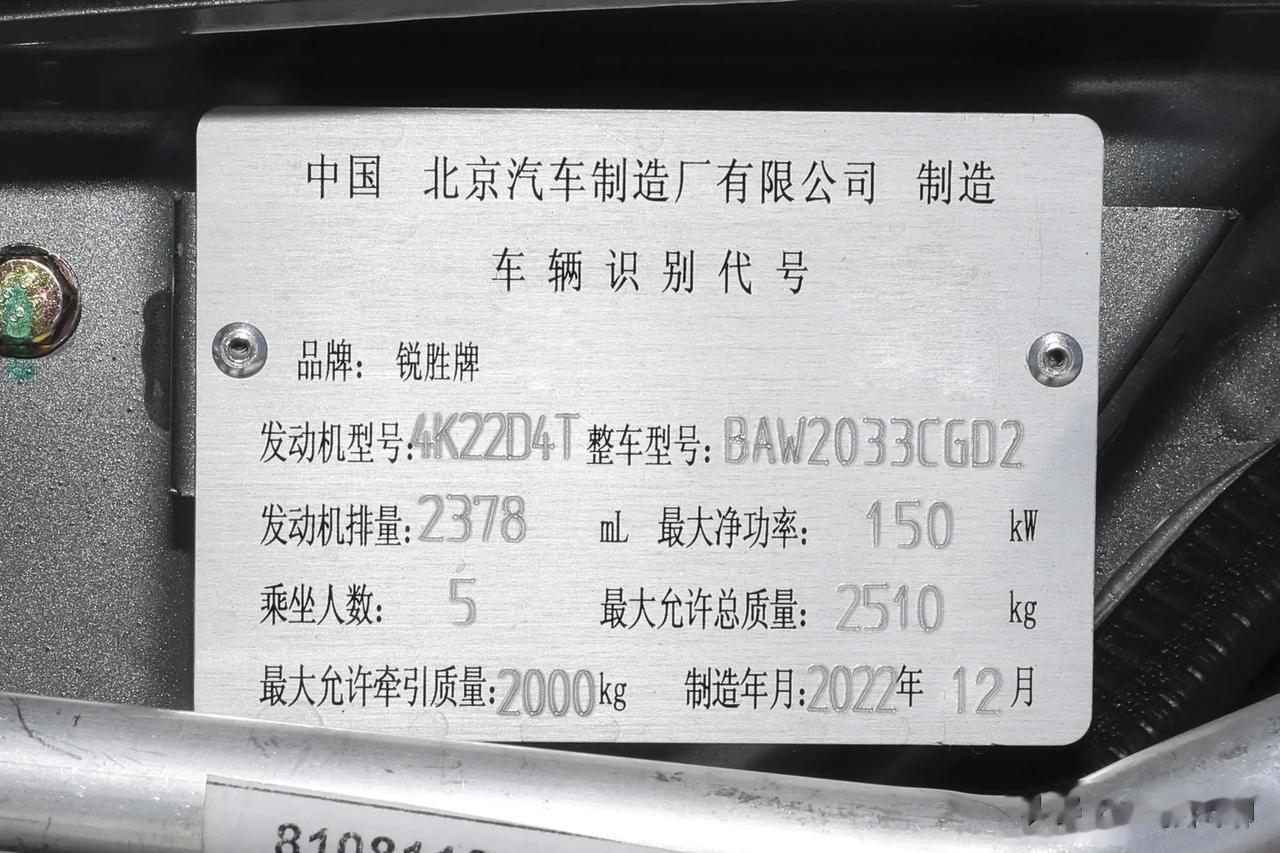 中国 北京汽车制造厂有限公司 制造
车辆识别代号
品牌： 锐胜牌
发动机型号：4K22D4T 整车型号：BAW2033CGD2
发动机排量：2378 mL 最大净功率： 150 kW
乘坐人数： 5 最大允许总质量：2510 kg
最大允许牵引质量：2000kg 制造年月：2022年 12月